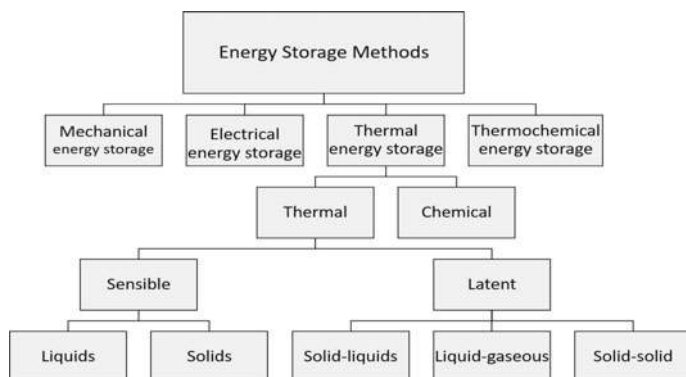 Energy Storage Methods
Mechanical
energy storage
Electrical
energy storage
Thermal
energy storage
Thermochemical
energy storage
Thermal
Chemical
Sensible
Latent
Liquids
Solids
Solid-liquids
Liquid-gaseous
Solid-solid